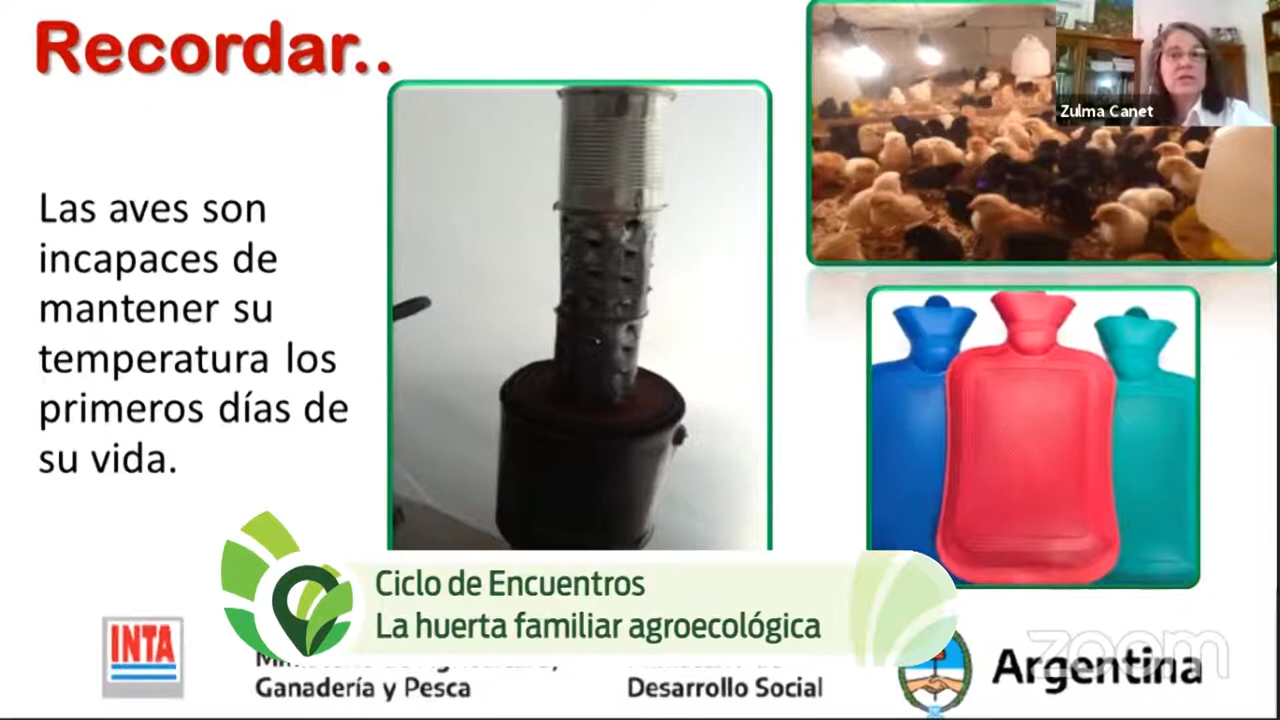 Recordar..
Zulma Canet
Las aves son
incapaces de
mantener su
temperatura los
primeros días de
su vida.
Ciclo de Encuentros
La huerta familiar agroecológica
INTA
Ganadería y Pesca
Desarrollo Social
Argentina
zoom